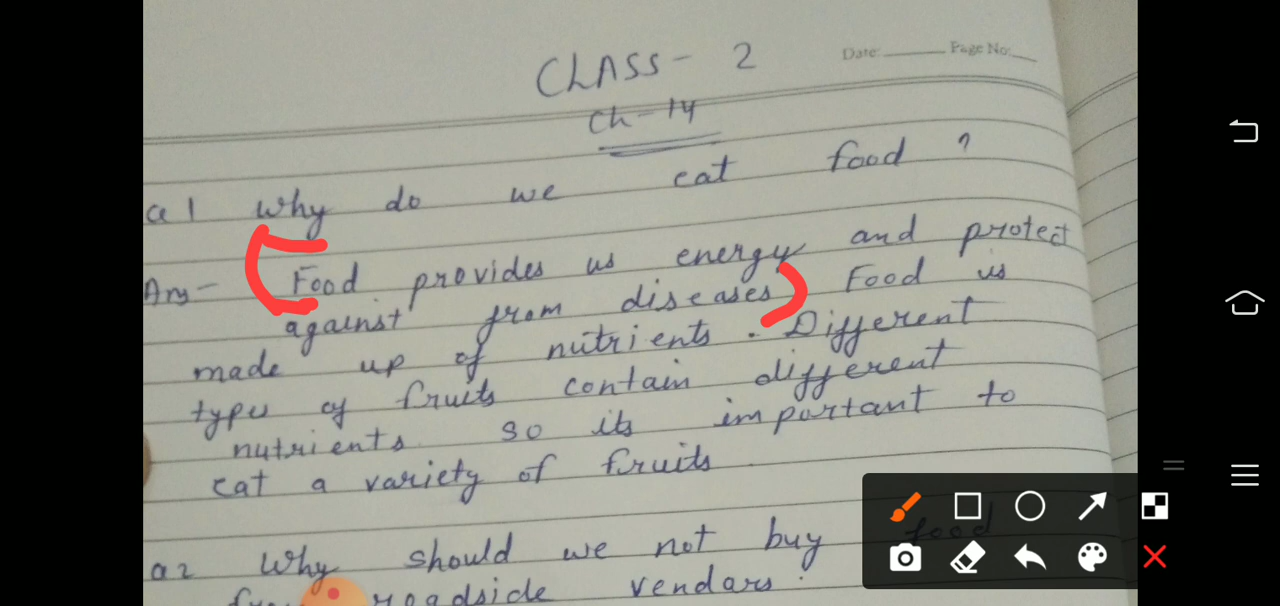 CLASS - 2
Date: Page No:
Ch-14
Q1 Why do we eat food ?
Ans- Food provides us energy and protect
against from diseases Food is
made up of nutrients. Different
types of fruits contain different
nutrients so its important to
eat a variety of fruits
Q2 Why should we not buy food
roadside vendars.